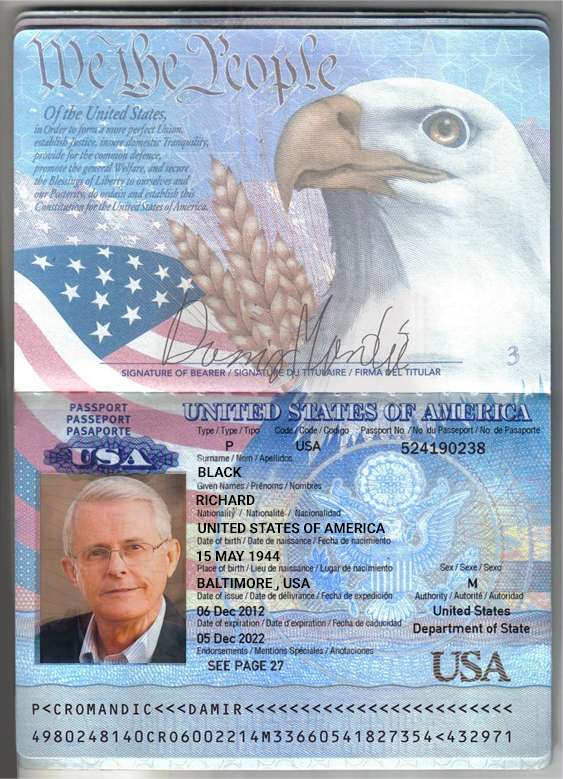 We the People
Of the United States,
in Order to form a more perfect Union,
establish Justice, insure domestic Tranquility,
provide for the common defence,
promote the general Welfare, and secure
the Blessings of Liberty to ourselves and
our Posterity, do ordain and establish this
Constitution for the United States of America.
SIGNATURE OF BEARER / SIGNATURE DU TITULAIRE / FIRMA DEL TITULAR
3
PASSPORT
PASSEPORT
PASAPORTE
USA
UNITED STATES OF AMERICA
Type / Type / Tipo Code / Code / Codigo Passport No. / No. du Passeport / No. de Pasaporte
P USA 524190238
Surname / Nom / Apellidos
BLACK
Given Names / Prénoms / Nombres
RICHARD
Nationality / Nationalité / Nacionalidad
UNITED STATES OF AMERICA
Date of birth / Date de naissance / Fecha de nacimiento
15 MAY 1944
Place of birth / Lieu de naissance / Lugar de nacimiento Sex / Sexe / Sexo
BALTIMORE , USA M
Date of issue / Date de délivrance / Fecha de expedición Authority / Autorité / Autoridad
06 Dec 2012 United States
Date of expiration / Date d'expiration / Fecha de caducidad Department of State
05 Dec 2022
Endorsements / Mentions Spéciales / Anotaciones
SEE PAGE 27 USA
P<CROMANDIC<<<DAMIR<<<<<<<<<<<<<<<<<<<<<<<<<
498024814OCRO6002214M33660541827354<432971